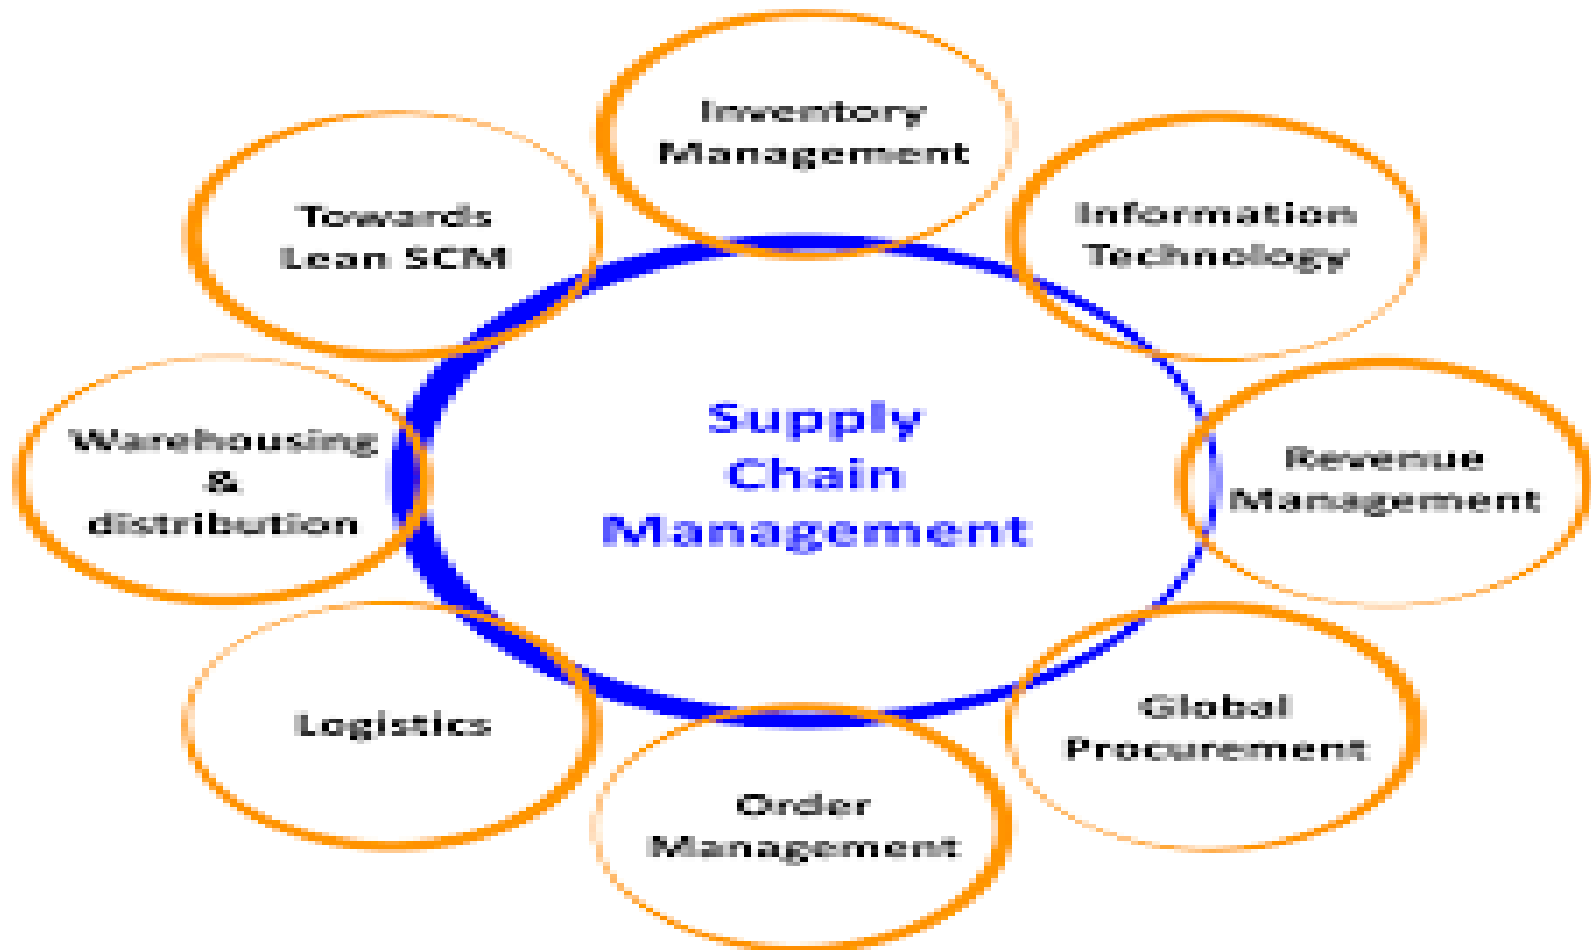 Inventory
Management
Information
Technology
Revenue
Management
Global
Procurement
Order
Management
Logistics
Warehousing
&
distribution
Towards
Lean SCM
Supply
Chain
Management